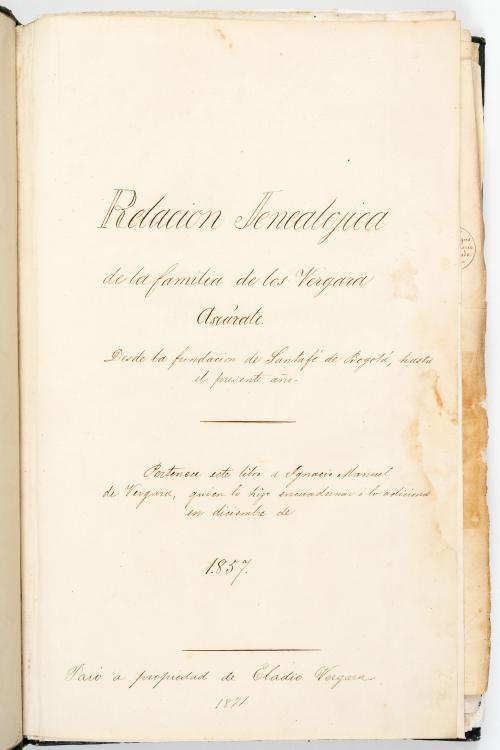 Relacion Jenealojica
de la familia de los Vergara
Ascárate.
Desde la fundacion de Santafé de Bogotá, hasta
el presente año.
Pertenece este libro a Ignacio Manuel
de Vergara, quien lo hizo encuadernar i lo adicionó
en diciembre de
1857.
Pasó a propiedad de Eladio Vergara
1871